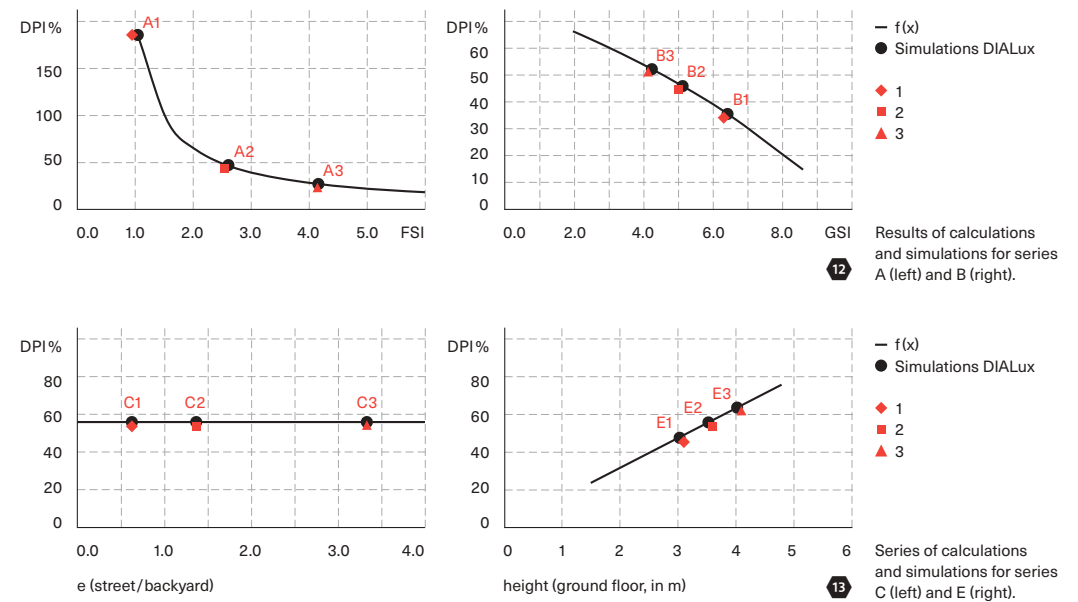 DPI%
150
100
50
0
A1
A2
A3
0.0 1.0 2.0 3.0 4.0 5.0 FSI
DPI%
60
50
40
30
20
10
0
B3
B2
B1
0.0 2.0 4.0 6.0 8.0 GSI
f(x)
Simulations DIALux
1
2
3
12
Results of calculations
and simulations for series
A (left) and B (right).
DPI%
80
60
40
20
0
C1 C2 C3
0.0 1.0 2.0 3.0 4.0
e (street/backyard)
DPI%
80
60
40
20
0
E3
E2
E1
0 1 2 3 4 5 6
height (ground floor, in m)
f(x)
Simulations DIALux
1
2
3
13
Series of calculations
and simulations for series
C (left) and E (right).